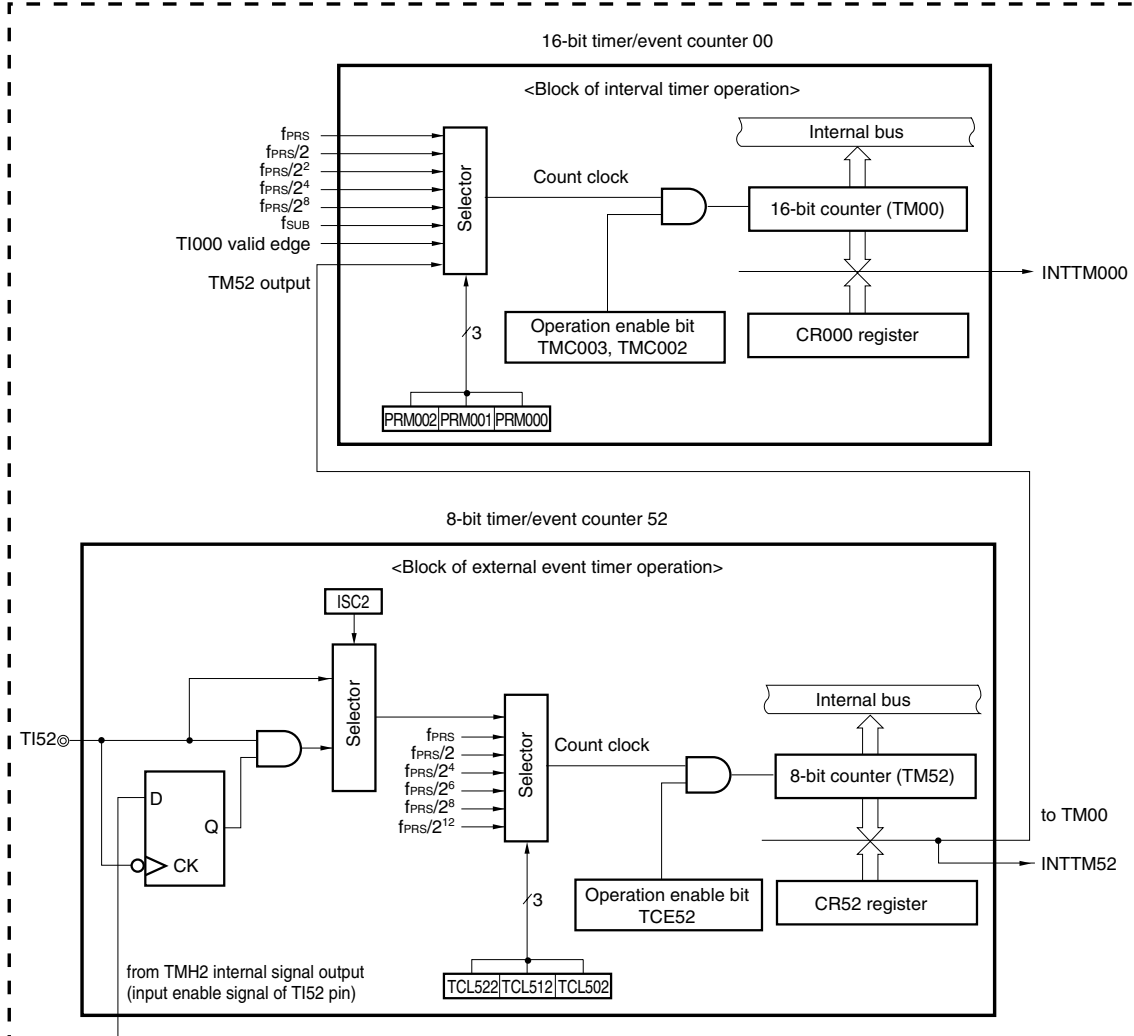 16-bit timer/event counter 00
<Block of interval timer operation>
fPRS
fPRS/2
fPRS/2²
fPRS/2⁴
fPRS/2⁸
fSUB
TI000 valid edge
TM52 output
Selector
3
PRM002 PRM001 PRM000
Count clock
Operation enable bit
TMC003, TMC002
Internal bus
16-bit counter (TM00)
CR000 register
INTTM000
8-bit timer/event counter 52
<Block of external event timer operation>
ISC2
Selector
TI52
D
Q
CK
fPRS
fPRS/2
fPRS/2⁴
fPRS/2⁶
fPRS/2⁸
fPRS/2¹²
Selector
3
TCL522 TCL512 TCL502
Count clock
Operation enable bit
TCE52
Internal bus
8-bit counter (TM52)
CR52 register
to TM00
INTTM52
from TMH2 internal signal output
(input enable signal of TI52 pin)